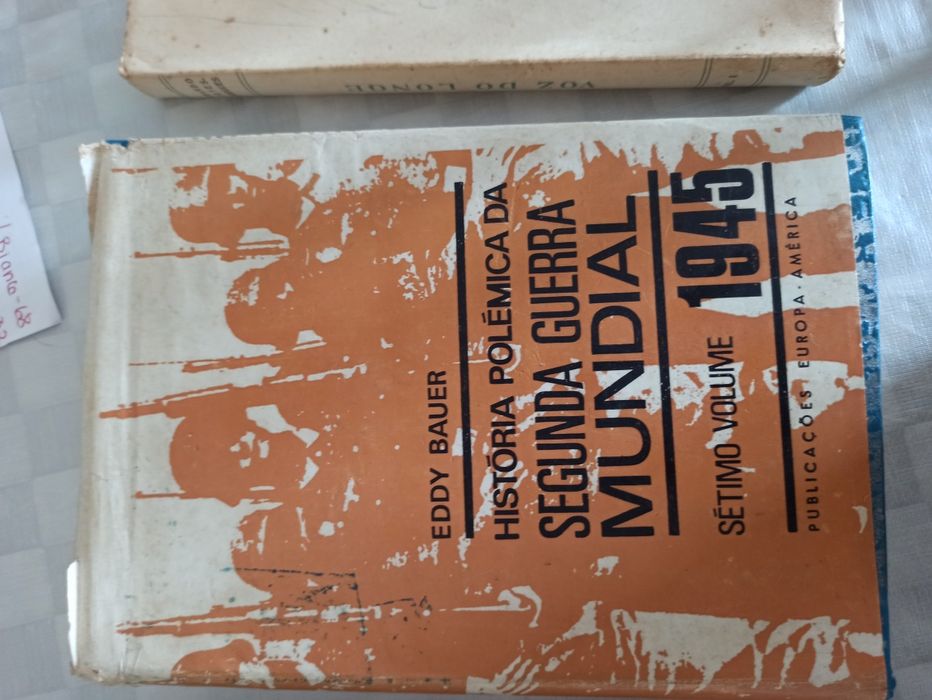 EDDY BAUER
HISTÓRIA POLÉMICA DA
SEGUNDA GUERRA
MUNDIAL
SÉTIMO VOLUME 1945
PUBLICAÇÕES EUROPA · AMÉRICA
VOZ DO LONGE